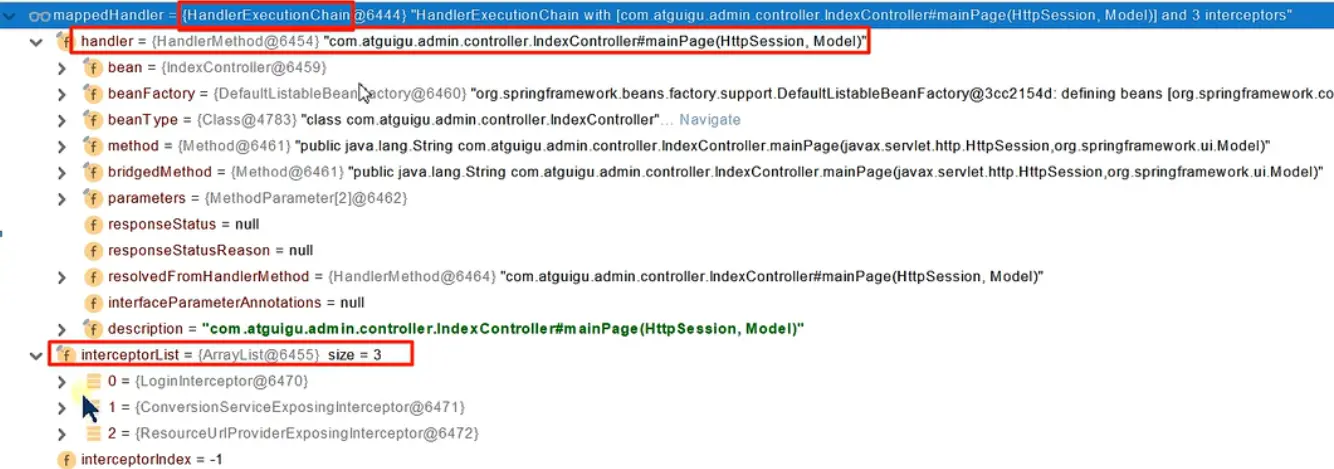 mappedHandler = {HandlerExecutionChain@6444} "HandlerExecutionChain with [com.atguigu.admin.controller.IndexController#mainPage(HttpSession, Model)] and 3 interceptors"
f handler = {HandlerMethod@6454} "com.atguigu.admin.controller.IndexController#mainPage(HttpSession, Model)"
f bean = {IndexController@6459}
f beanFactory = {DefaultListableBeanFactory@6460} "org.springframework.beans.factory.support.DefaultListableBeanFactory@3cc2154d: defining beans [org.springframework.co
f beanType = {Class@4783} "class com.atguigu.admin.controller.IndexController"... Navigate
f method = {Method@6461} "public java.lang.String com.atguigu.admin.controller.IndexController.mainPage(javax.servlet.http.HttpSession,org.springframework.ui.Model)"
f bridgedMethod = {Method@6461} "public java.lang.String com.atguigu.admin.controller.IndexController.mainPage(javax.servlet.http.HttpSession,org.springframework.ui.Model)"
f parameters = {MethodParameter[2]@6462}
f responseStatus = null
f responseStatusReason = null
f resolvedFromHandlerMethod = {HandlerMethod@6464} "com.atguigu.admin.controller.IndexController#mainPage(HttpSession, Model)"
f interfaceParameterAnnotations = null
f description = "com.atguigu.admin.controller.IndexController#mainPage(HttpSession, Model)"
f interceptorList = {ArrayList@6455} size = 3
0 = {LoginInterceptor@6470}
1 = {ConversionServiceExposingInterceptor@6471}
2 = {ResourceUrlProviderExposingInterceptor@6472}
f interceptorIndex = -1